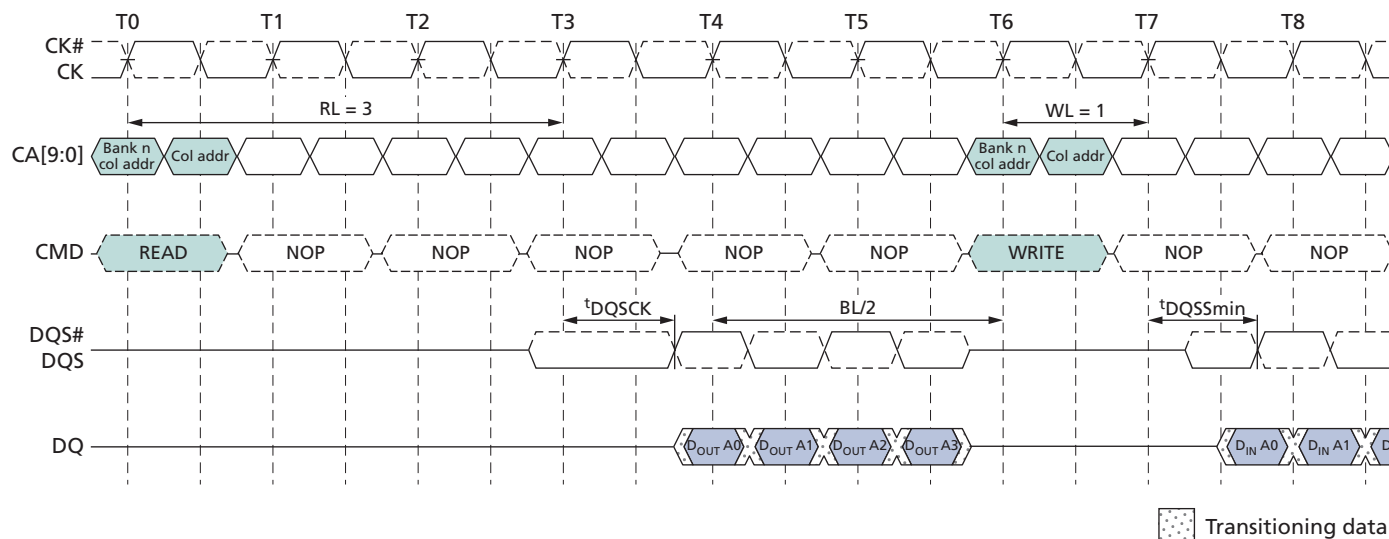 T0 T1 T2 T3 T4 T5 T6 T7 T8
CK#
CK
RL = 3 WL = 1
CA[9:0] Bank n col addr Col addr Bank n col addr Col addr
CMD READ NOP NOP NOP NOP NOP WRITE NOP NOP
tDQSCK BL/2 tDQSSmin
DQS#
DQS
DQ DOUT A0 DOUT A1 DOUT A2 DOUT A3 DIN A0 DIN A1 D
Transitioning data